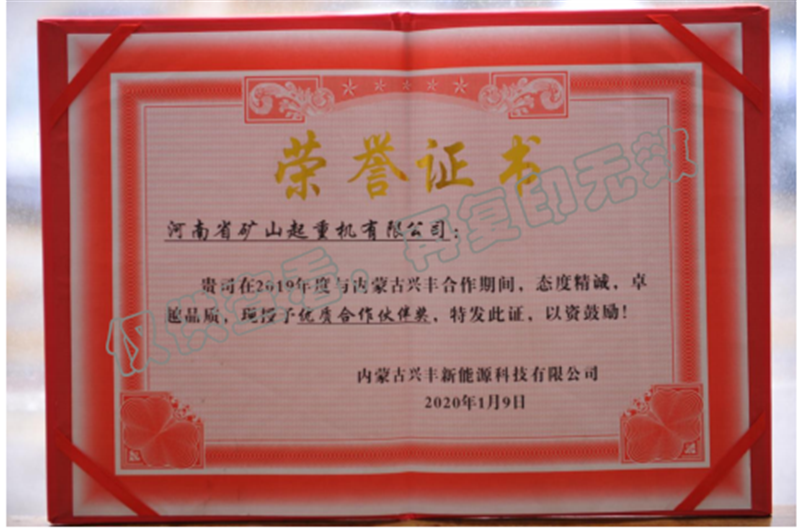 荣誉证书
河南省矿山起重机有限公司：
贵司在2019年度与内蒙古兴丰合作期间，态度精诚，卓
越品质，现授予优质合作伙伴奖，特发此证，以资鼓励！
内蒙古兴丰新能源科技有限公司
2020年1月9日
仅供查看，再复印无效